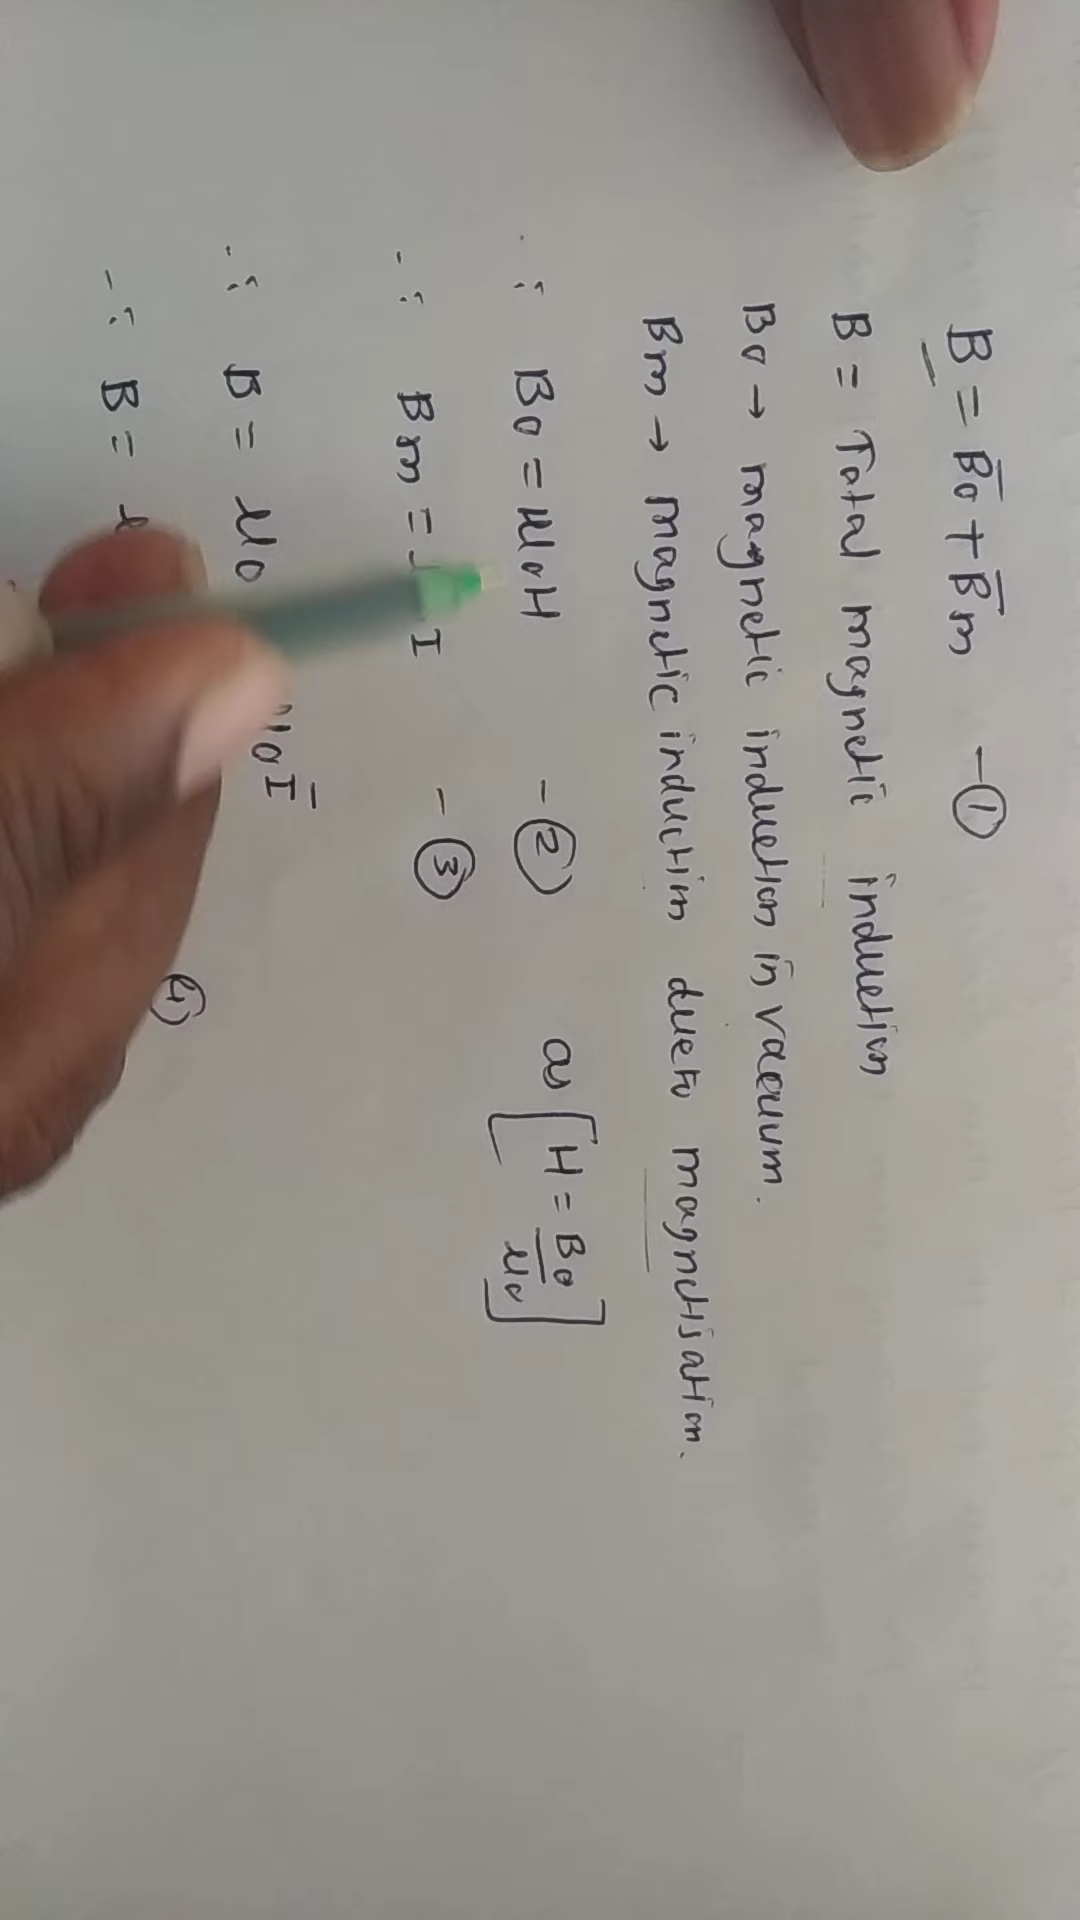 B = B̅o + B̅m - ①
B = Total magnetic induction
Bo → magnetic induction in vacuum.
Bm → magnetic induction due to magnetisation.
∴ Bo = μoH - ② as [H = Bo/μo]
∴ Bm = I - ③
∴ B = μo μoI̅
∴ B = ④